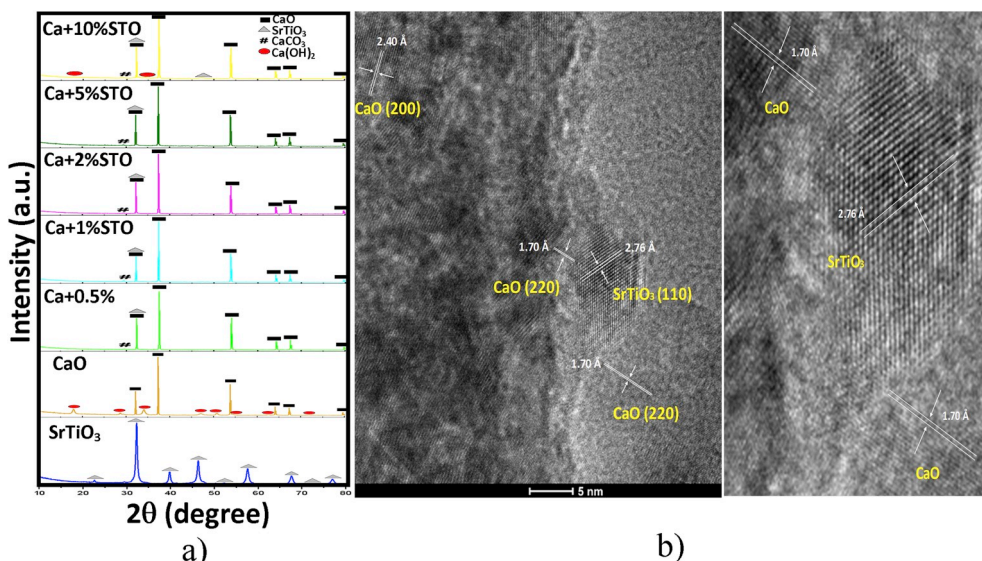 Ca+10%STO
CaO
SrTiO₃
CaCO₃
Ca(OH)₂
Ca+5%STO
Ca+2%STO
Ca+1%STO
Ca+0.5%
CaO
SrTiO₃
Intensity (a.u.)
10 20 30 40 50 60 70 80
2θ (degree)
a)
2.40 Å
CaO (200)
1.70 Å
2.76 Å
CaO (220)
SrTiO₃ (110)
1.70 Å
CaO (220)
5 nm
1.70 Å
CaO
2.76 Å
SrTiO₃
1.70 Å
CaO
b)